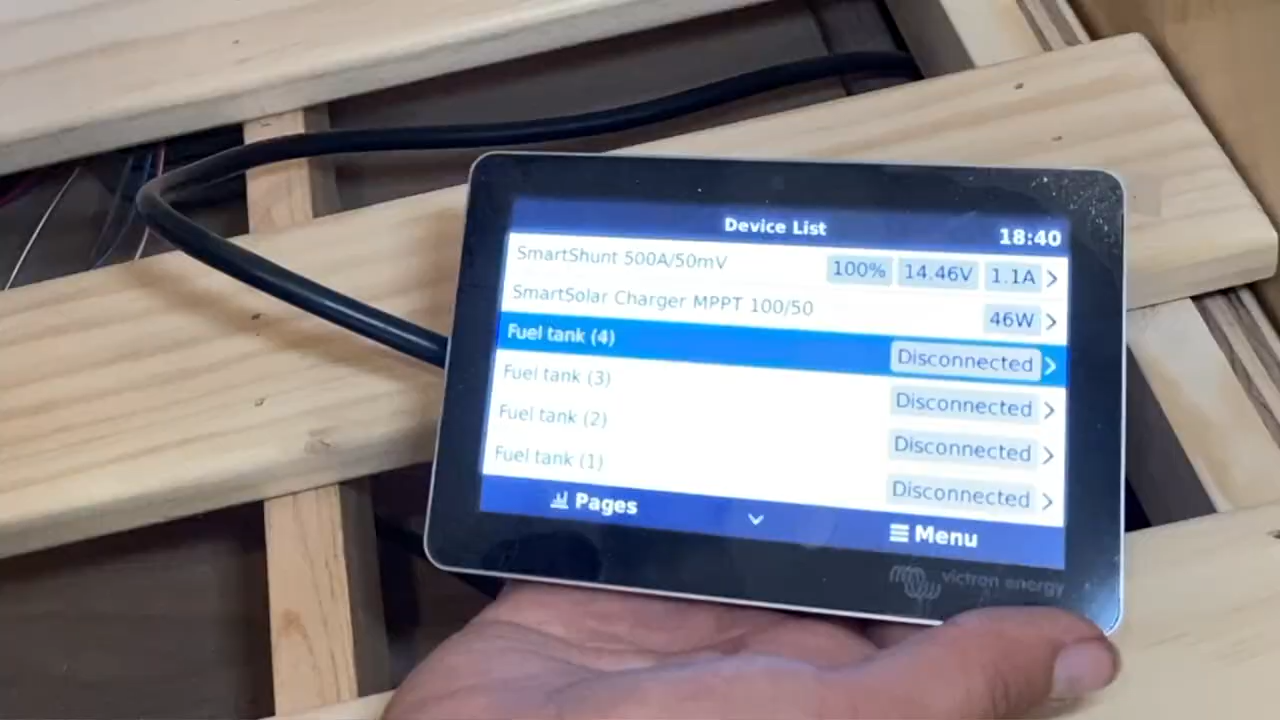 Device List 18:40
SmartShunt 500A/50mV 100% 14.46V 1.1A
SmartSolar Charger MPPT 100/50 46W
Fuel tank (4) Disconnected
Fuel tank (3) Disconnected
Fuel tank (2) Disconnected
Fuel tank (1) Disconnected
Pages Menu
victron energy